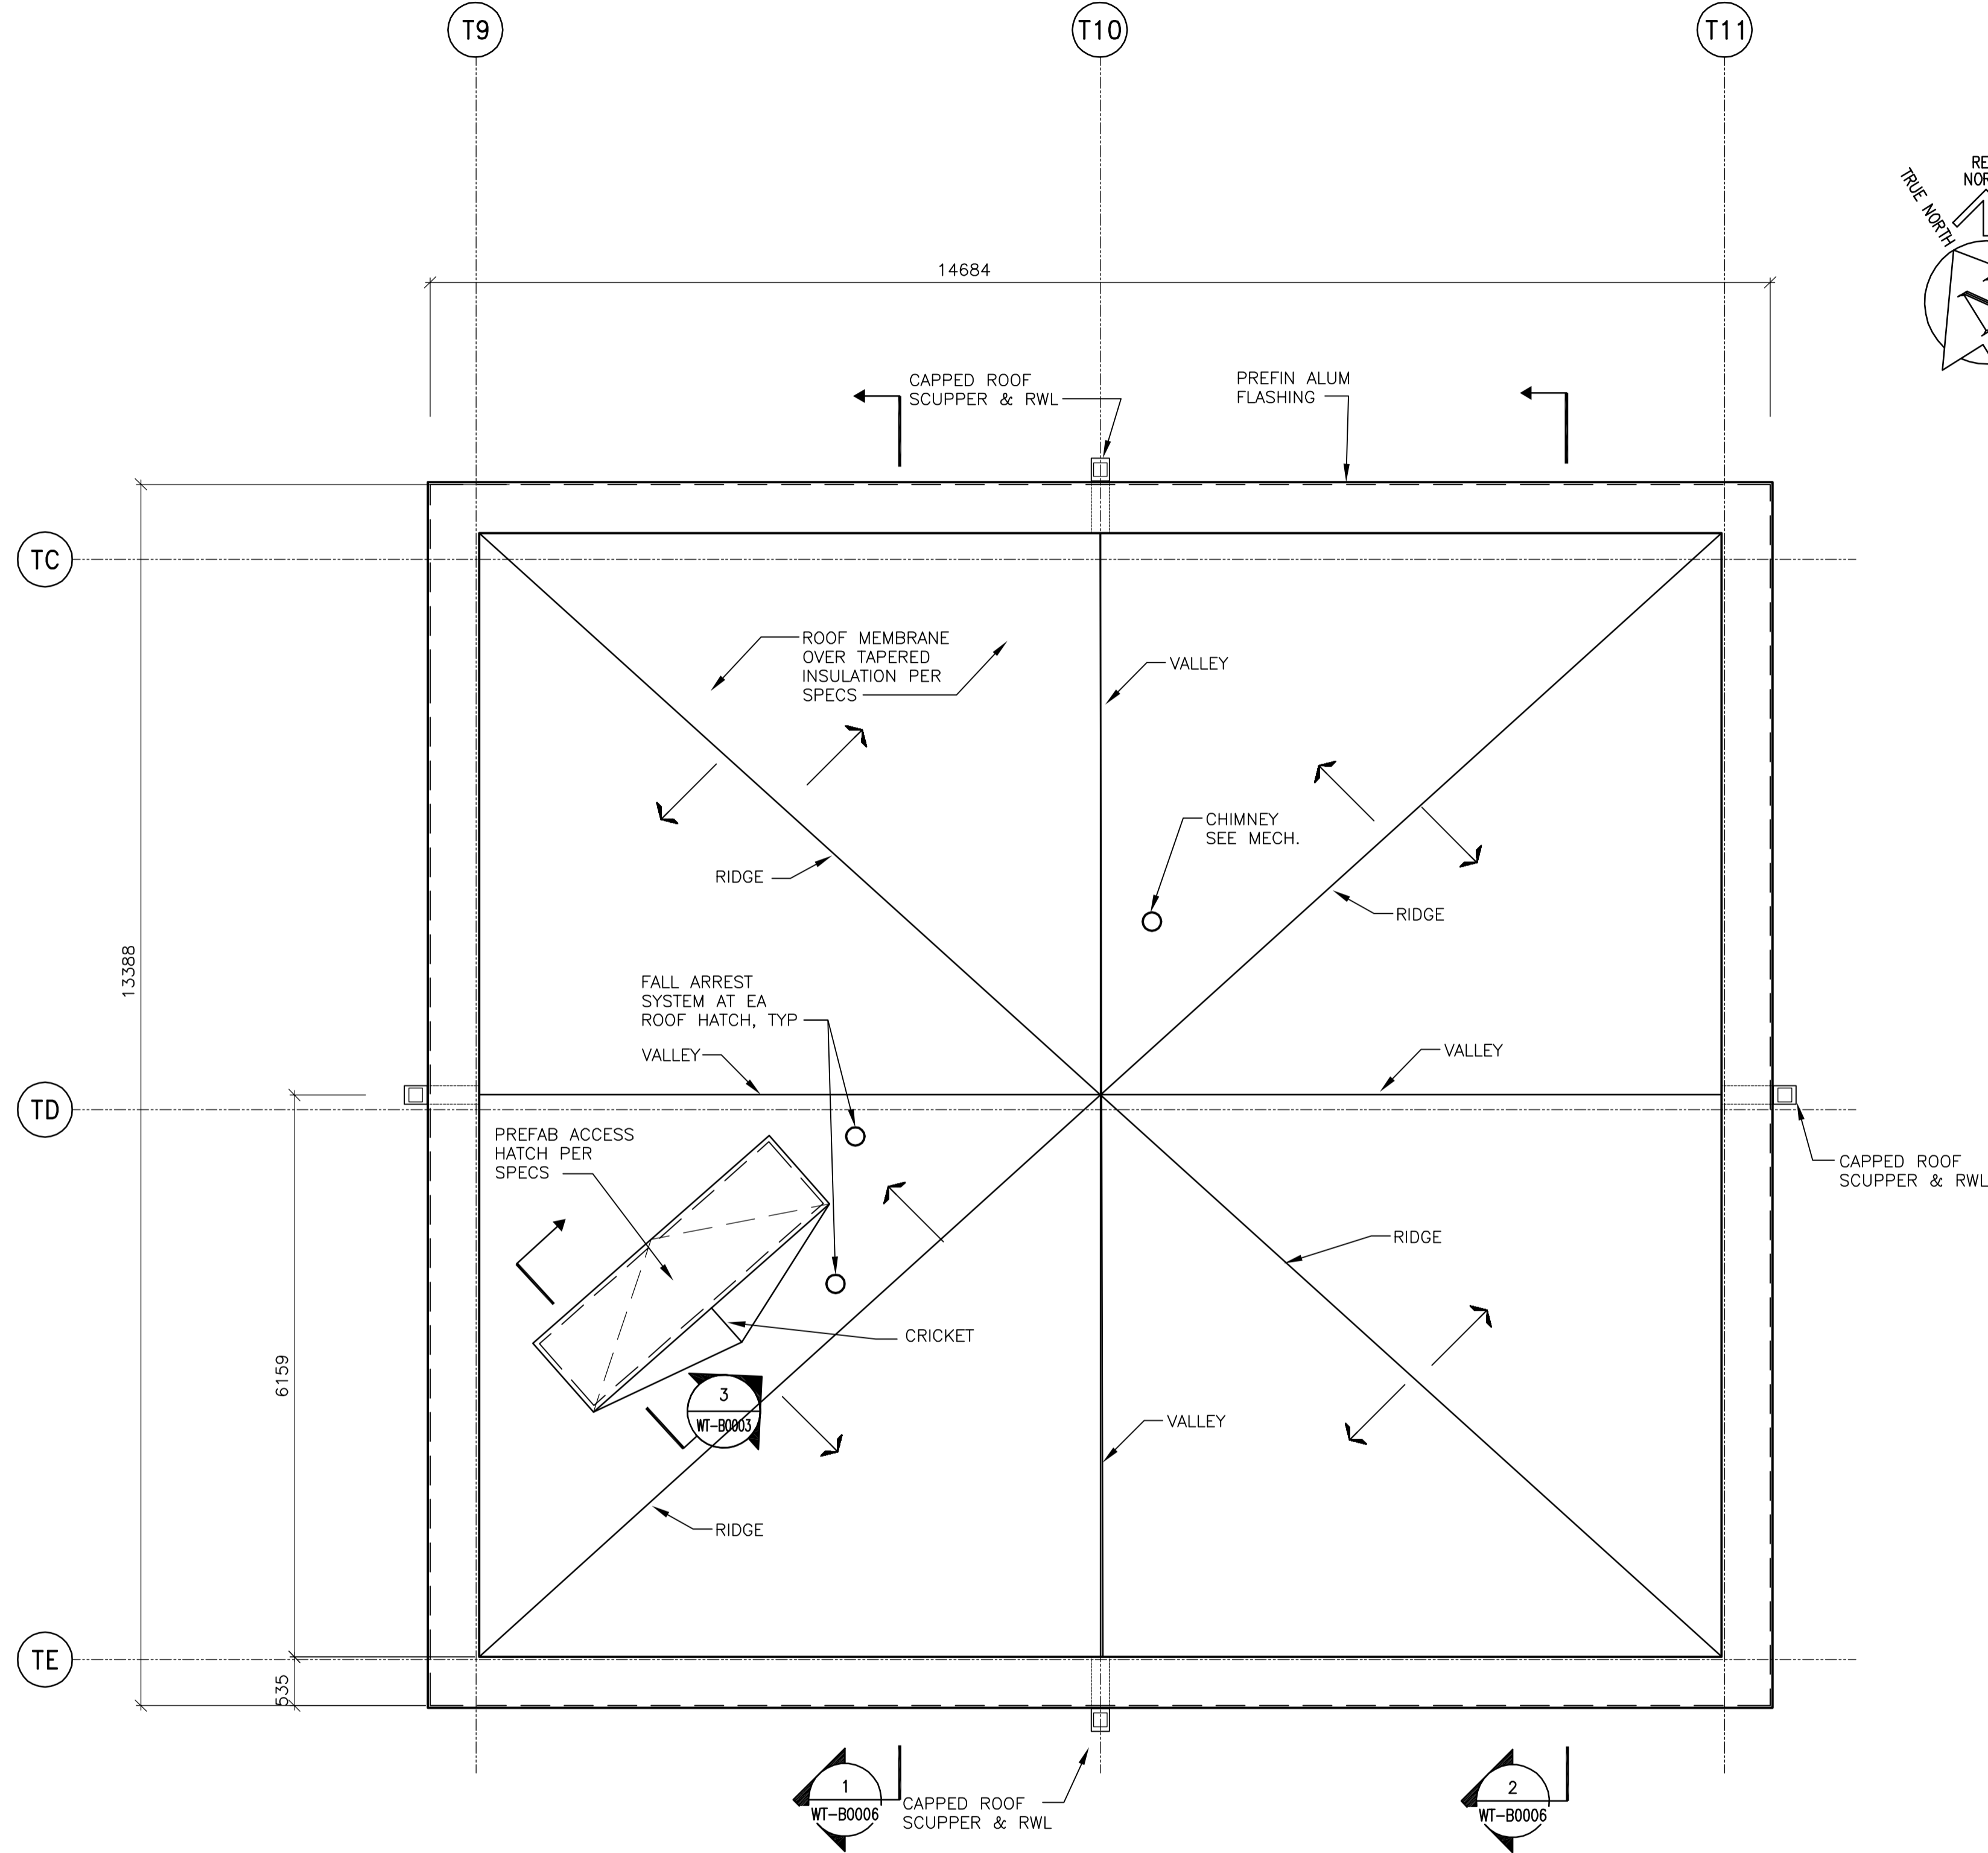 T9
T10
T11
TRUE NORTH
14684
CAPPED ROOF
SCUPPER & RWL
PREFIN ALUM
FLASHING
TC
ROOF MEMBRANE
OVER TAPERED
INSULATION PER
SPECS
VALLEY
CHIMNEY
SEE MECH.
RIDGE
RIDGE
13388
FALL ARREST
SYSTEM AT EA
ROOF HATCH, TYP
VALLEY
VALLEY
TD
PREFAB ACCESS
HATCH PER
SPECS
CAPPED ROOF
SCUPPER & RWL
RIDGE
CRICKET
6159
3
WT-B0003
VALLEY
RIDGE
TE
535
1
WT-B0006
CAPPED ROOF
SCUPPER & RWL
2
WT-B0006